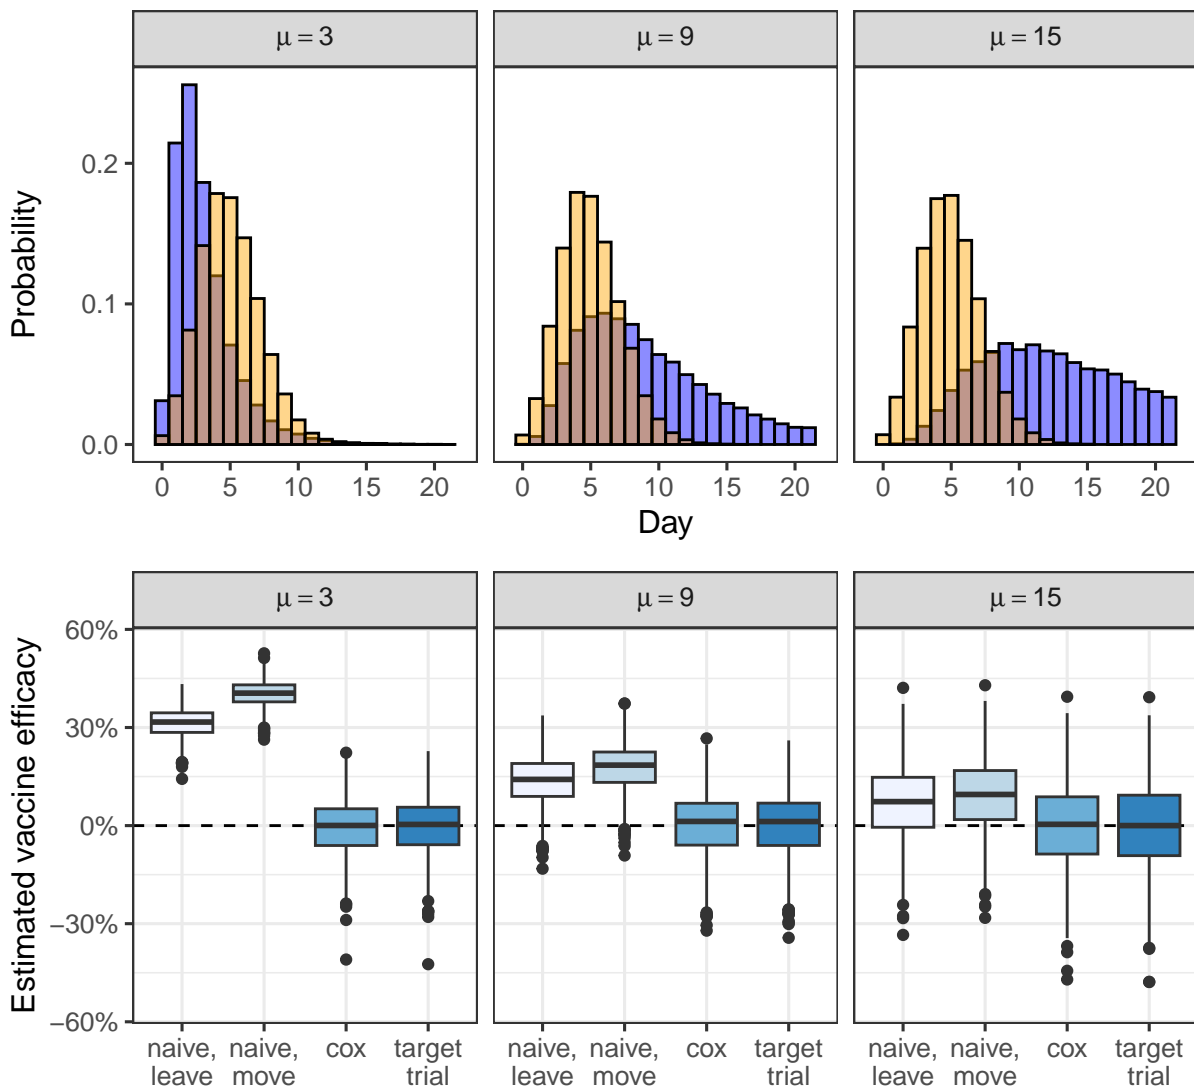 μ = 3
μ = 9
μ = 15
Probability
0.2
0.1
0.0
0 5 10 15 20
0 5 10 15 20
0 5 10 15 20
Day
μ = 3
μ = 9
μ = 15
Estimated vaccine efficacy
60%
30%
0%
−30%
−60%
naive, leave
naive, move
cox
target trial
naive, leave
naive, move
cox
target trial
naive, leave
naive, move
cox
target trial